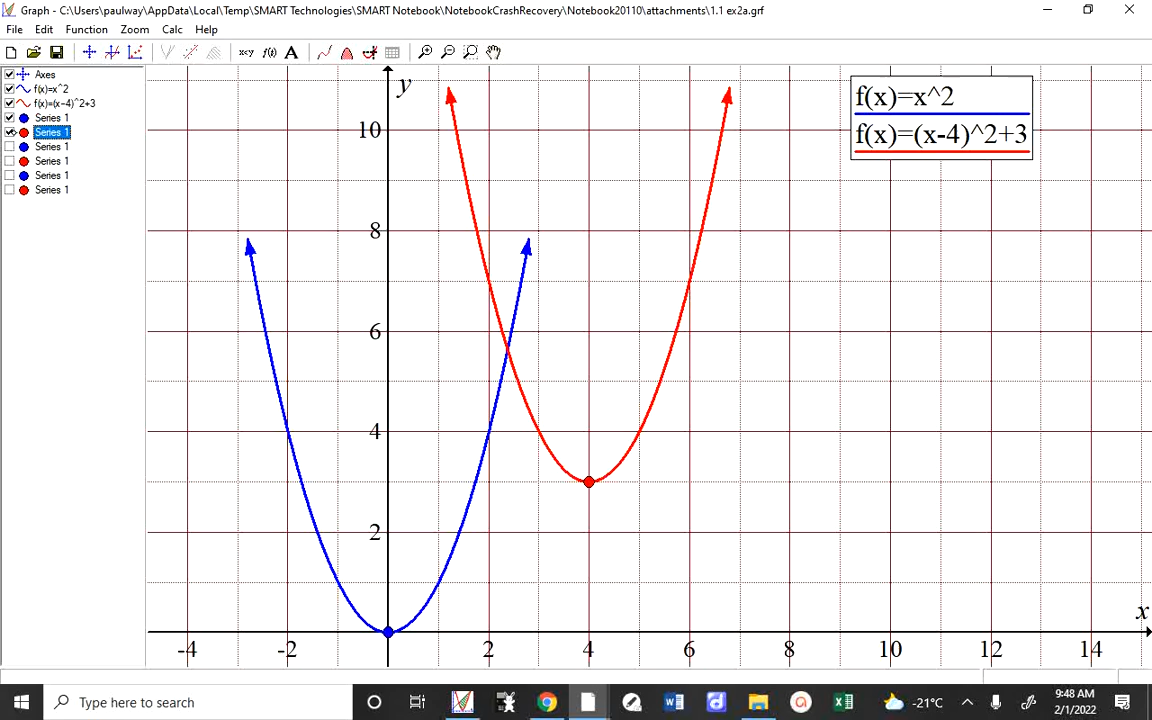 Graph - C:\Users\paulway\AppData\Local\Temp\SMART Technologies\SMART Notebook\NotebookCrashRecovery\Notebook20110\attachments\1.1 ex2a.grf
File Edit Function Zoom Calc Help
Axes
f(x)=x^2
f(x)=(x-4)^2+3
Series 1
Series 1
Series 1
Series 1
Series 1
Series 1
y
f(x)=x^2
f(x)=(x-4)^2+3
10
8
6
4
2
x
-4 -2 2 4 6 8 10 12 14
Type here to search
-21°C
9:48 AM
2/1/2022